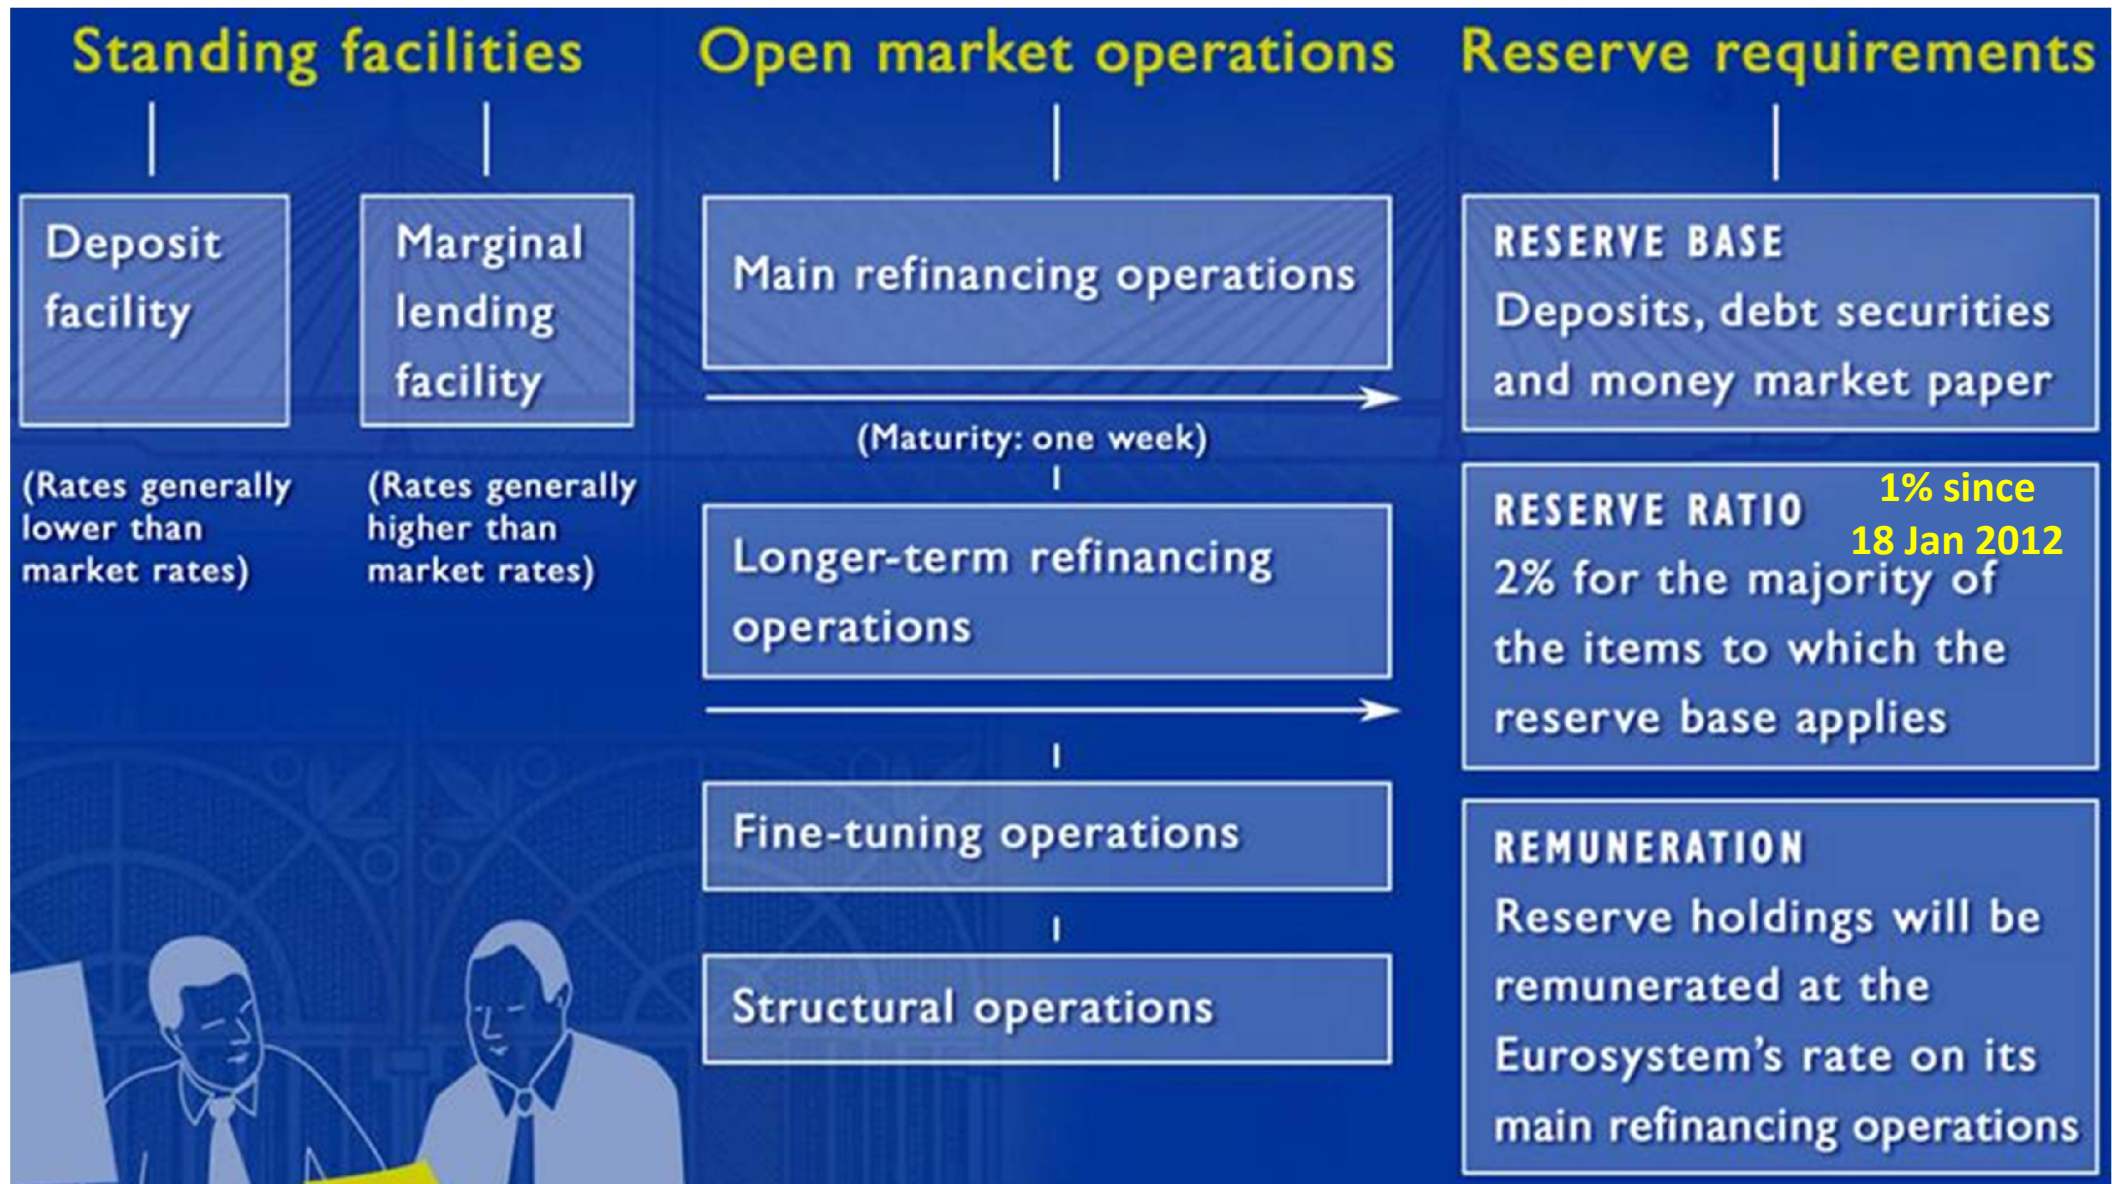 Standing facilities
Deposit
facility
(Rates generally
lower than
market rates)
Marginal
lending
facility
(Rates generally
higher than
market rates)
Open market operations
Main refinancing operations
(Maturity: one week)
Longer-term refinancing
operations
Fine-tuning operations
Structural operations
Reserve requirements
RESERVE BASE
Deposits, debt securities
and money market paper
RESERVE RATIO
1% since
18 Jan 2012
2% for the majority of
the items to which the
reserve base applies
REMUNERATION
Reserve holdings will be
remunerated at the
Eurosystem’s rate on its
main refinancing operations